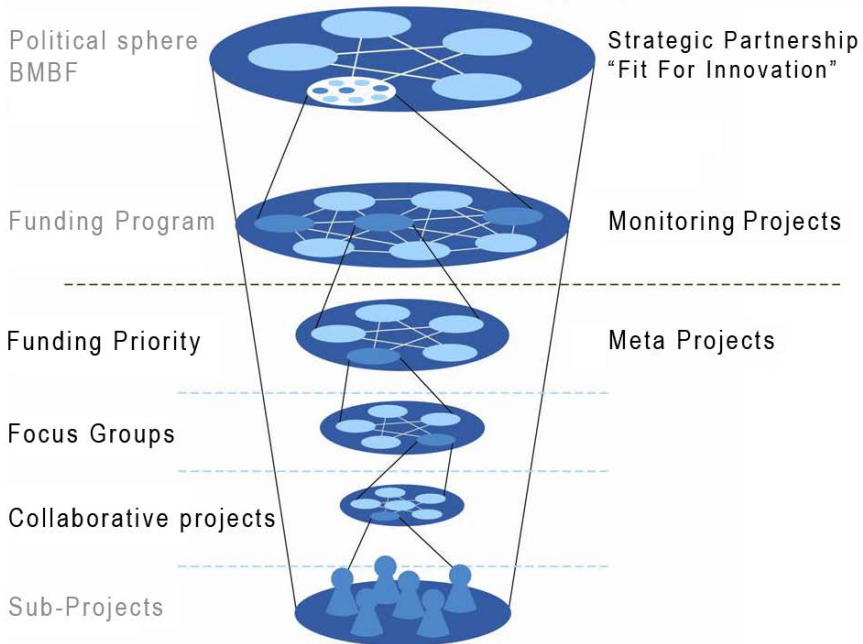 Political sphere
BMBF
Strategic Partnership
“Fit For Innovation”
Funding Program
Monitoring Projects
Funding Priority
Meta Projects
Focus Groups
Collaborative projects
Sub-Projects